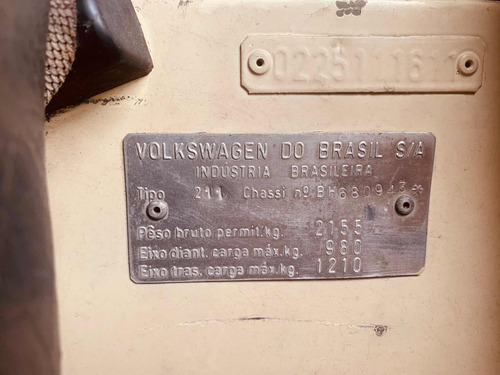 0225111611
VOLKSWAGEN DO BRASIL S/A
INDUSTRIA BRASILEIRA
Tipo 211 Chassi nº BH680943*
Pêso bruto permit.kg. 2155
Eixo diant. carga máx.kg. 980
Eixo tras. carga máx.kg. 1210